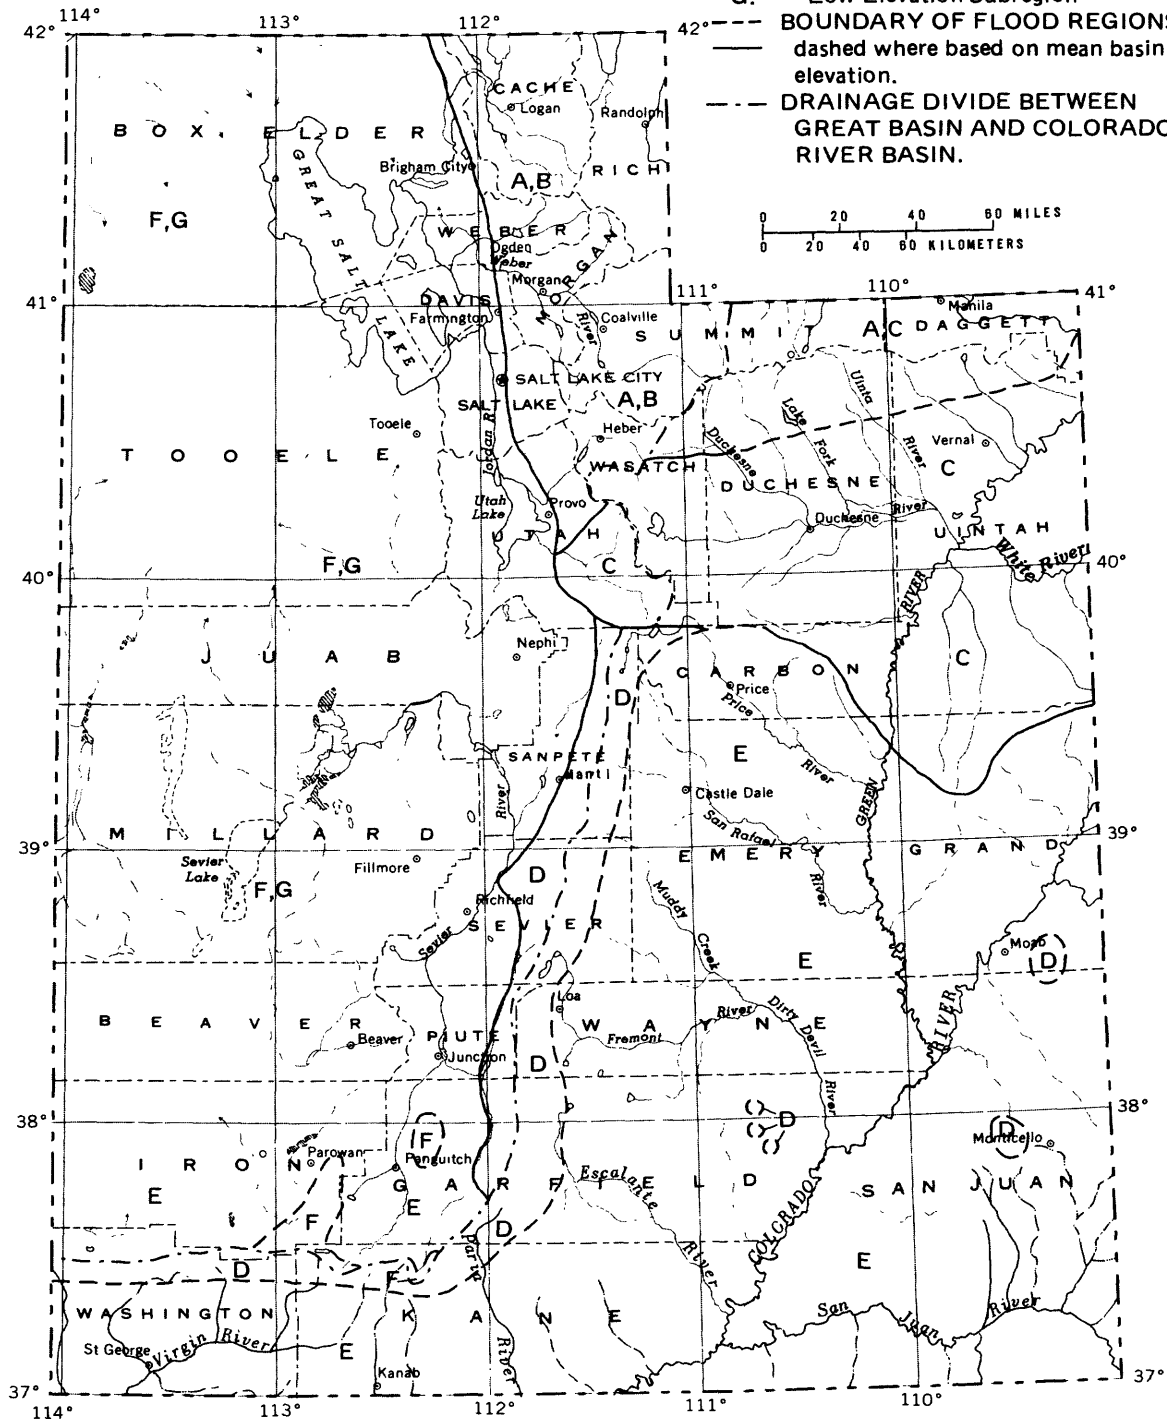 G. Low Elevation Subregion
BOUNDARY OF FLOOD REGIONS
dashed where based on mean basin
elevation.
DRAINAGE DIVIDE BETWEEN
GREAT BASIN AND COLORADO
RIVER BASIN.
0 20 40 60 MILES
0 20 40 60 KILOMETERS
114° 113° 112°
42° 42°
CACHE
Logan
Randolph
BOX ELDER
RICH
Brigham City
A,B
F,G
GREAT SALT LAKE
WEBER
Ogden
Weber
Morgan
MORGAN
41° 111° 110° 41°
DAVIS
Farmington
River
Coalville
SUMMIT
A,C
DAGGETT
Manila
SALT LAKE CITY
SALT LAKE
A,B
Uinta
River
Lake
Fork
Tooele
Heber
Duchesne
Vernal
TOOELE
Jordan R
WASATCH
C
DUCHESNE
Utah
Lake
Provo
Duchesne
River
UTAH
UINTAH
F,G
C
White River
40° 40°
RIVER
JUAB
Nephi
C
CARBON
D
Price
Price
River
SANPETE
Manti
E
River
Castle Dale
GREEN
MILLARD
San Rafael
River
39° 39°
EMERY
GRAND
Sevier
Lake
Fillmore
F,G
D
Richfield
Muddy
Creek
SEVIER
Sevier
E
Moab
D
Loa
BEAVER
WAYNE
Dirty Devil
River
River
Fremont
RIVER
Beaver
PIUTE
Junction
D
38° 38°
D
F
D
Monticello
Parowan
Panguitch
IRON
GARFIELD
Escalante
River
SAN JUAN
E
E
F
D
COLORADO
Paria
River
D
F
E
WASHINGTON
KANE
San Juan River
St George
Virgin River
E
Kanab
37° 37°
114° 113° 112° 111° 110°